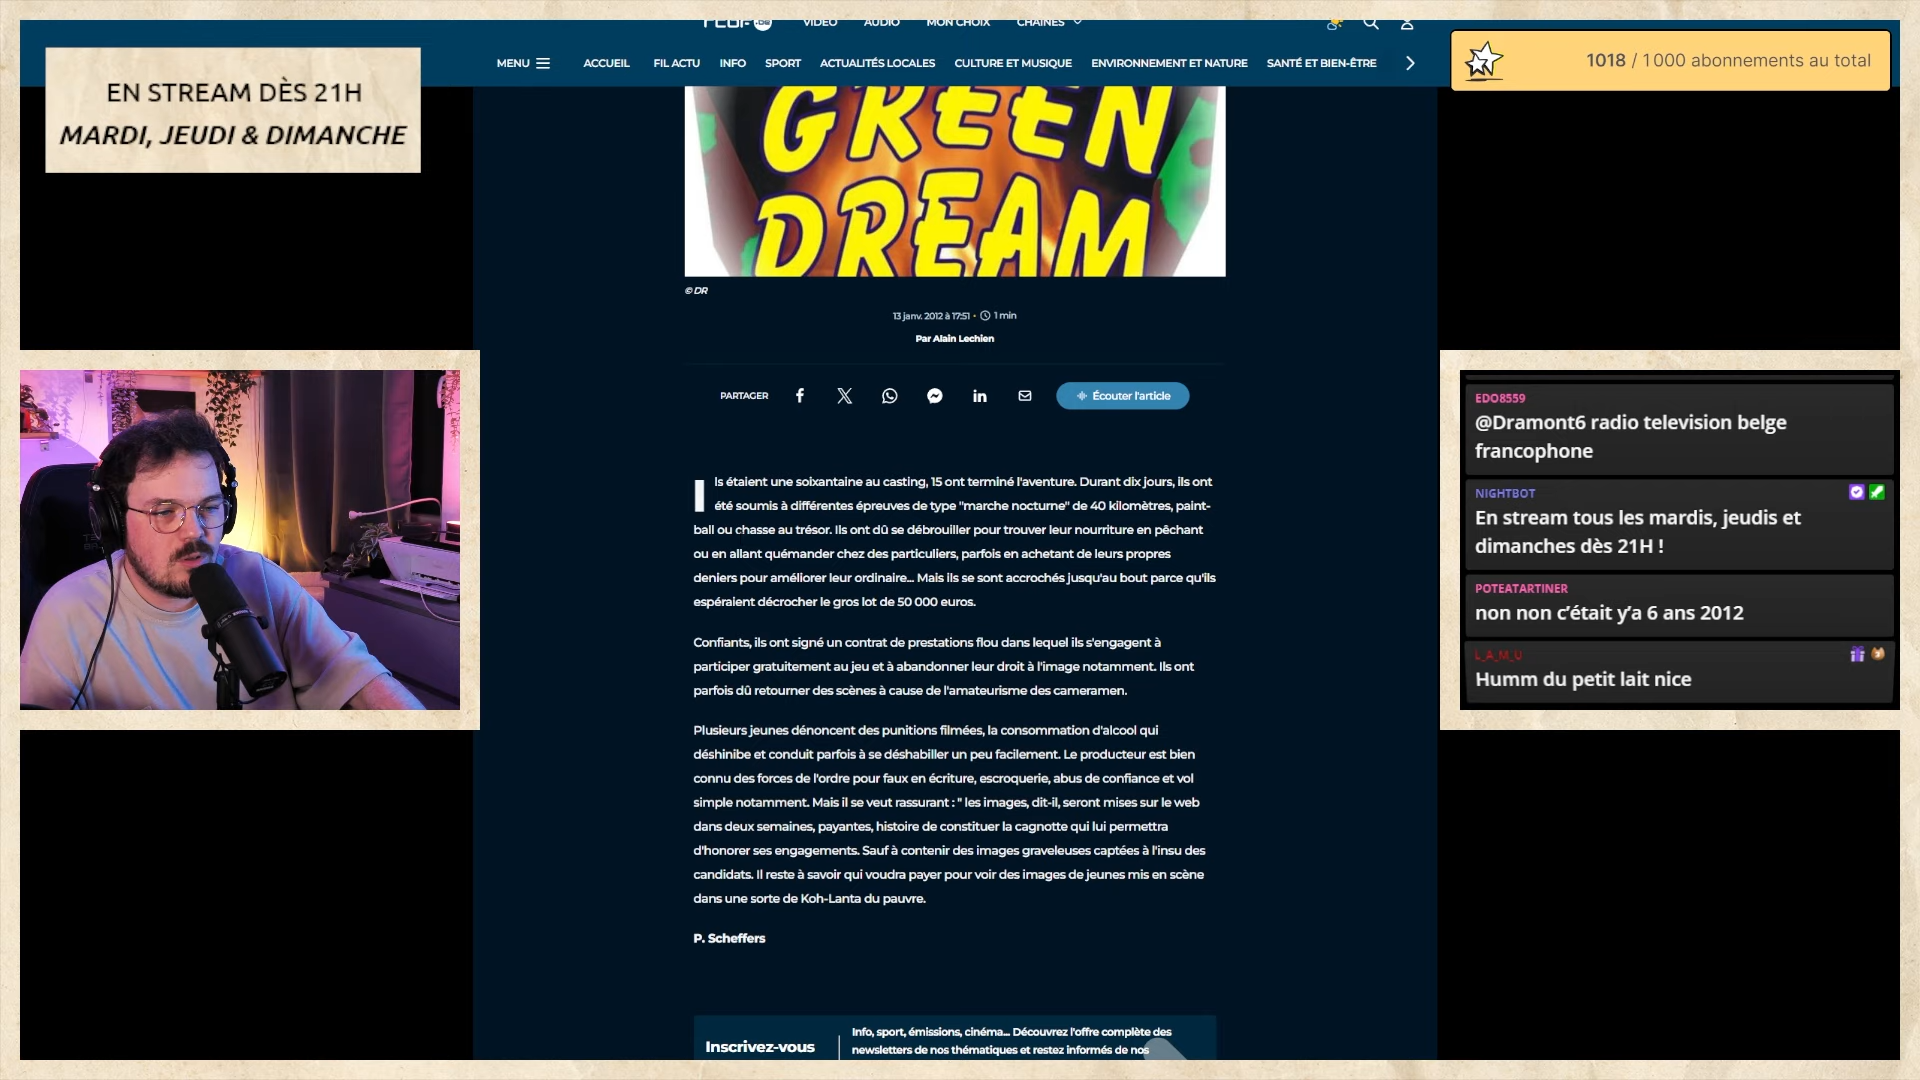 VIDÉO AUDIO MON CHOIX CHAÎNES
MENU ACCUEIL FIL ACTU INFO SPORT ACTUALITÉS LOCALES CULTURE ET MUSIQUE ENVIRONNEMENT ET NATURE SANTÉ ET BIEN-ÊTRE
EN STREAM DÈS 21H
MARDI, JEUDI & DIMANCHE
1018 / 1000 abonnements au total
GREEN
DREAM
© DR
13 janv. 2012 à 17:51 • 1 min
Par Alain Lechien
PARTAGER
Écouter l'article
Ils étaient une soixantaine au casting, 15 ont terminé l'aventure. Durant dix jours, ils ont
été soumis à différentes épreuves de type "marche nocturne" de 40 kilomètres, paint-
ball ou chasse au trésor. Ils ont dû se débrouiller pour trouver leur nourriture en pêchant
ou en allant quémander chez des particuliers, parfois en achetant de leurs propres
deniers pour améliorer leur ordinaire... Mais ils se sont accrochés jusqu'au bout parce qu'ils
espéraient décrocher le gros lot de 50 000 euros.
Confiants, ils ont signé un contrat de prestations flou dans lequel ils s'engagent à
participer gratuitement au jeu et à abandonner leur droit à l'image notamment. Ils ont
parfois dû retourner des scènes à cause de l'amateurisme des cameramen.
Plusieurs jeunes dénoncent des punitions filmées, la consommation d'alcool qui
déshinibe et conduit parfois à se déshabiller un peu facilement. Le producteur est bien
connu des forces de l'ordre pour faux en écriture, escroquerie, abus de confiance et vol
simple notamment. Mais il se veut rassurant : " les images, dit-il, seront mises sur le web
dans deux semaines, payantes, histoire de constituer la cagnotte qui lui permettra
d'honorer ses engagements. Sauf à contenir des images graveleuses captées à l'insu des
candidats. Il reste à savoir qui voudra payer pour voir des images de jeunes mis en scène
dans une sorte de Koh-Lanta du pauvre.
P. Scheffers
Inscrivez-vous
Info, sport, émissions, cinéma... Découvrez l'offre complète des
newsletters de nos thématiques et restez informés de nos
EDO8559
@Dramont6 radio television belge
francophone
NIGHTBOT
En stream tous les mardis, jeudis et
dimanches dès 21H !
POTEATARTINER
non non c'était y'a 6 ans 2012
L_A_M_U
Humm du petit lait nice